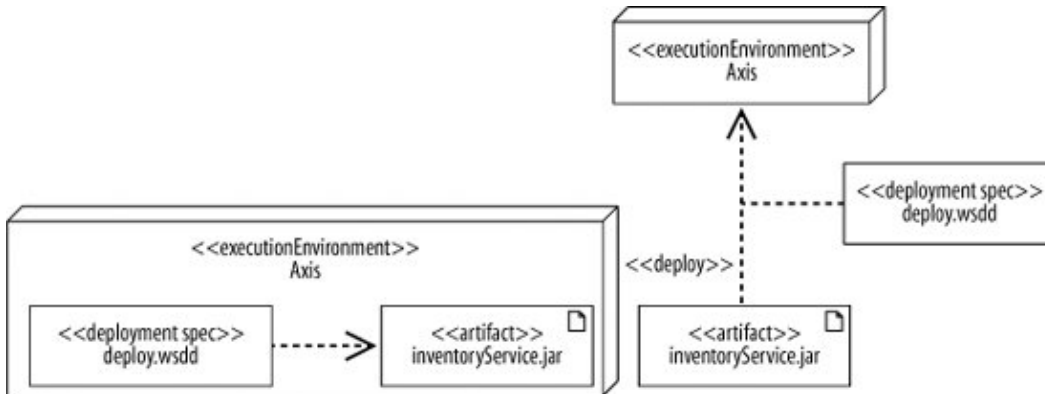 <<executionEnvironment>>
Axis
<<deployment spec>>
deploy.wsdd
<<executionEnvironment>>
Axis
<<deploy>>
<<deployment spec>>
deploy.wsdd
<<artifact>>
inventoryService.jar
<<artifact>>
inventoryService.jar